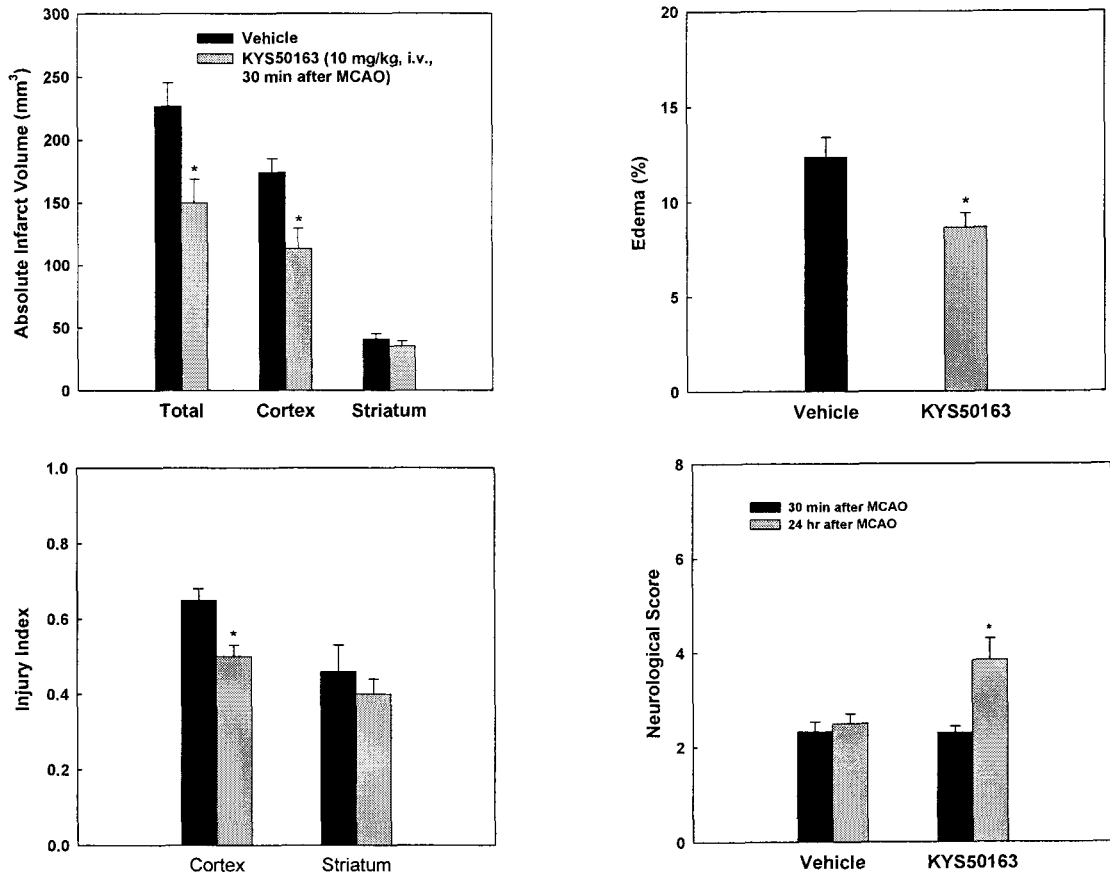 300
250
200
150
100
50
0
Absolute Infarct Volume (mm³)
Vehicle
KYS50163 (10 mg/kg, i.v.,
30 min after MCAO)
*
*
Total Cortex Striatum
20
15
10
5
0
Edema (%)
*
Vehicle KYS50163
1.0
0.8
0.6
0.4
0.2
0.0
Injury Index
*
Cortex Striatum
8
6
4
2
0
Neurological Score
30 min after MCAO
24 hr after MCAO
*
Vehicle KYS50163